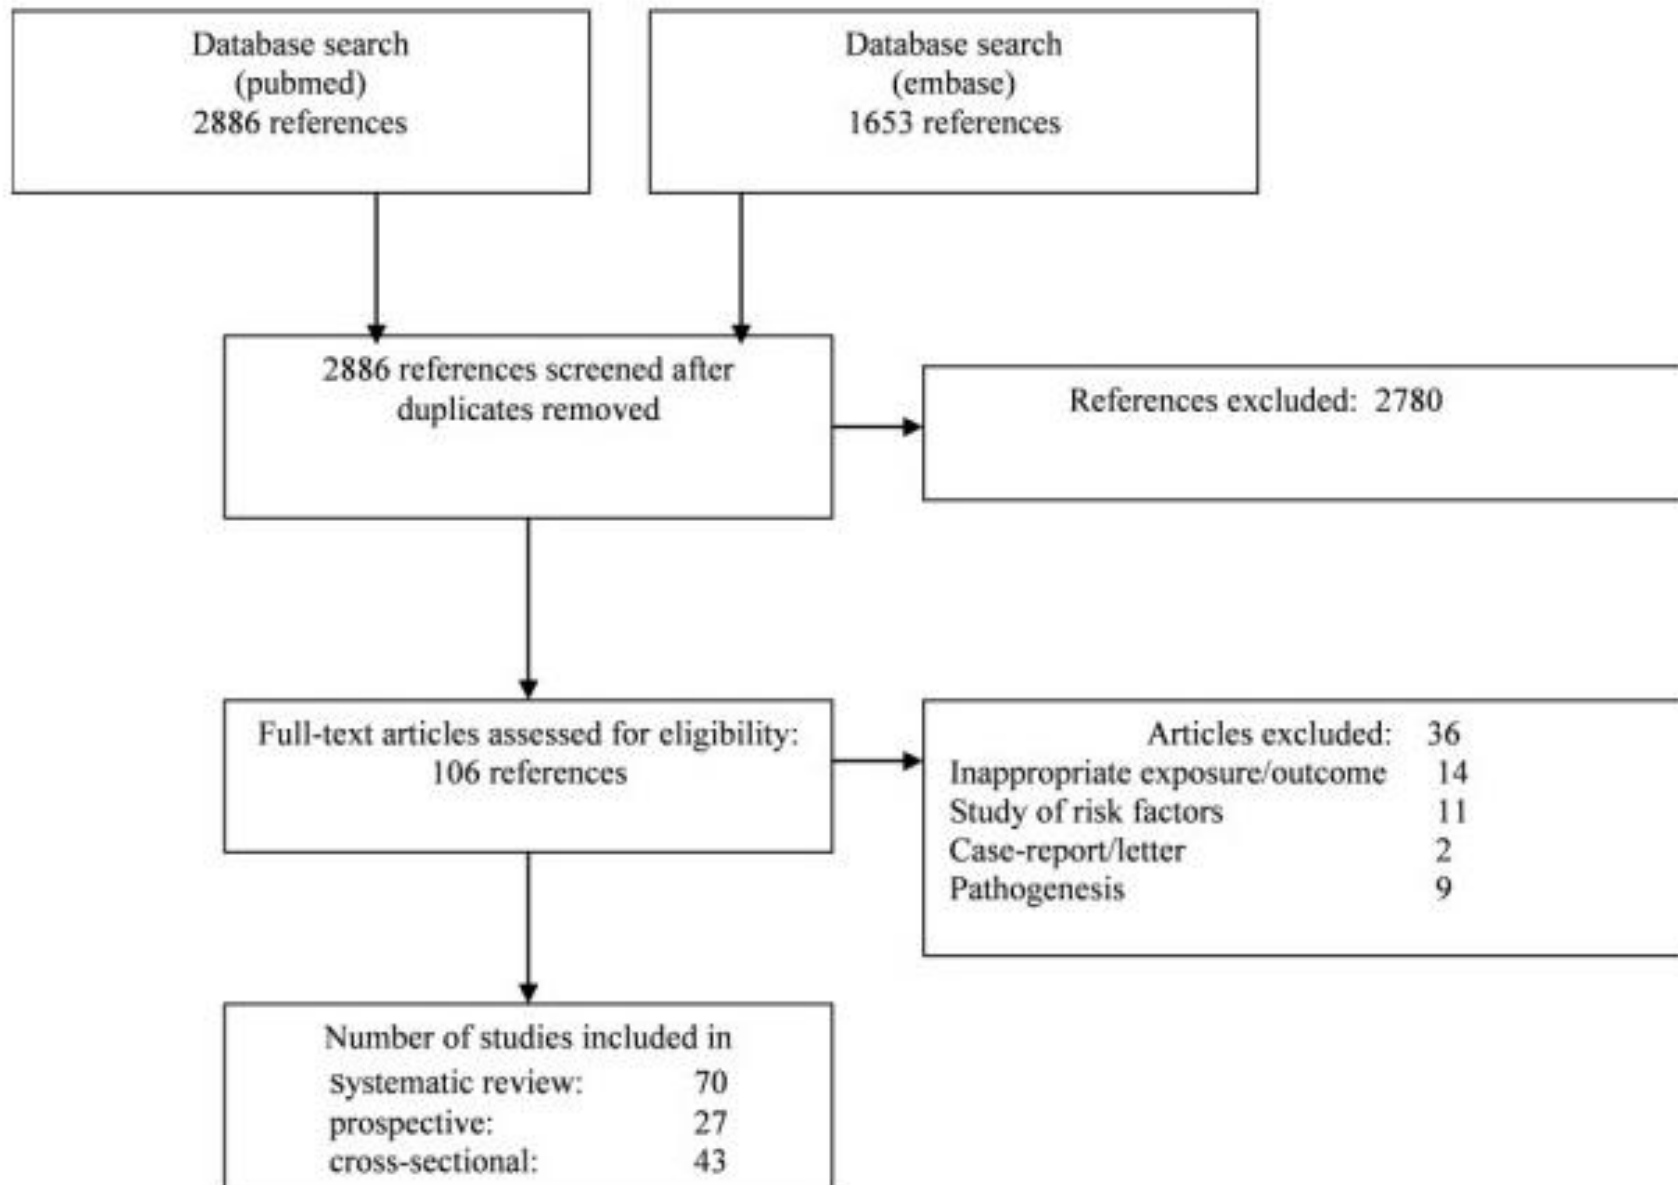 Database search
(pubmed)
2886 references
Database search
(embase)
1653 references
2886 references screened after
duplicates removed
References excluded: 2780
Full-text articles assessed for eligibility:
106 references
Articles excluded: 36
Inappropriate exposure/outcome 14
Study of risk factors 11
Case-report/letter 2
Pathogenesis 9
Number of studies included in
systematic review: 70
prospective: 27
cross-sectional: 43